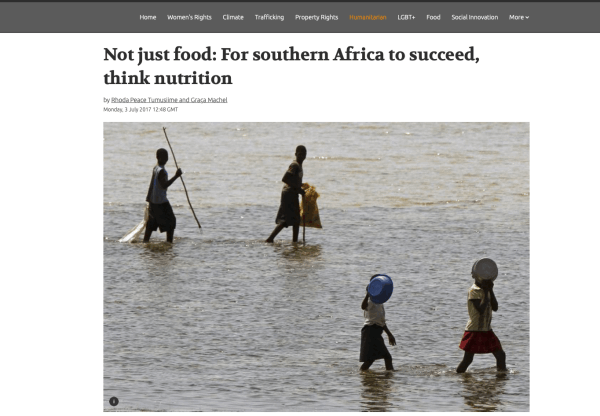 Home Women's Rights Climate Trafficking Property Rights Humanitarian LGBT+ Food Social Innovation More
Not just food: For southern Africa to succeed,
think nutrition
by Rhoda Peace Tumusiime and Graça Machel
Monday, 3 July 2017 12:48 GMT